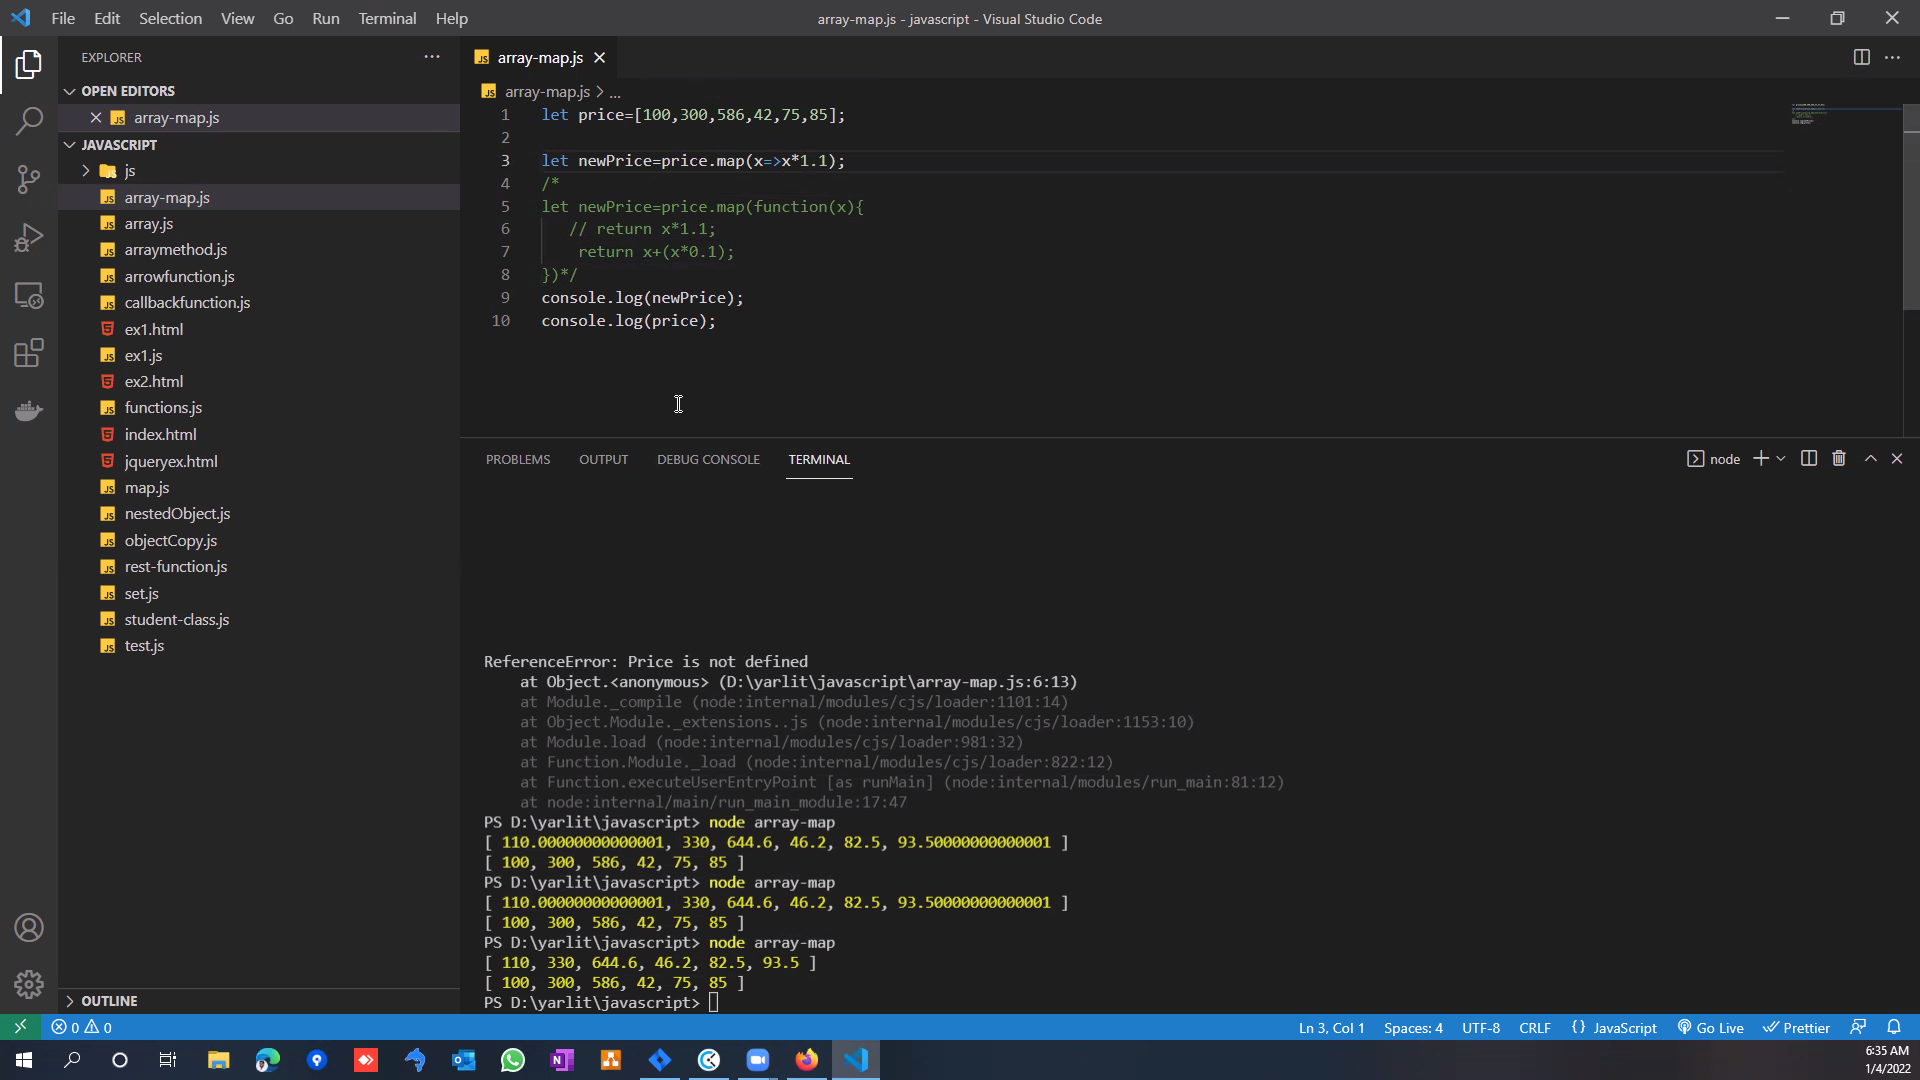 File Edit Selection View Go Run Terminal Help
array-map.js - javascript - Visual Studio Code
EXPLORER
OPEN EDITORS
array-map.js
JAVASCRIPT
js
array-map.js
array.js
arraymethod.js
arrowfunction.js
callbackfunction.js
ex1.html
ex1.js
ex2.html
functions.js
index.html
jqueryex.html
map.js
nestedObject.js
objectCopy.js
rest-function.js
set.js
student-class.js
test.js
OUTLINE
array-map.js
array-map.js > ...
1 let price=[100,300,586,42,75,85];
2
3 let newPrice=price.map(x=>x*1.1);
4 /*
5 let newPrice=price.map(function(x){
6 // return x*1.1;
7 return x+(x*0.1);
8 })*/
9 console.log(newPrice);
10 console.log(price);
PROBLEMS OUTPUT DEBUG CONSOLE TERMINAL
node
ReferenceError: Price is not defined
at Object.<anonymous> (D:\yarlit\javascript\array-map.js:6:13)
at Module._compile (node:internal/modules/cjs/loader:1101:14)
at Object.Module._extensions..js (node:internal/modules/cjs/loader:1153:10)
at Module.load (node:internal/modules/cjs/loader:981:32)
at Function.Module._load (node:internal/modules/cjs/loader:822:12)
at Function.executeUserEntryPoint [as runMain] (node:internal/modules/run_main:81:12)
at node:internal/main/run_main_module:17:47
PS D:\yarlit\javascript> node array-map
[ 110.00000000000001, 330, 644.6, 46.2, 82.5, 93.50000000000001 ]
[ 100, 300, 586, 42, 75, 85 ]
PS D:\yarlit\javascript> node array-map
[ 110.00000000000001, 330, 644.6, 46.2, 82.5, 93.50000000000001 ]
[ 100, 300, 586, 42, 75, 85 ]
PS D:\yarlit\javascript> node array-map
[ 110, 330, 644.6, 46.2, 82.5, 93.5 ]
[ 100, 300, 586, 42, 75, 85 ]
PS D:\yarlit\javascript>
0 0 Ln 3, Col 1 Spaces: 4 UTF-8 CRLF {} JavaScript Go Live Prettier
6:35 AM
1/4/2022